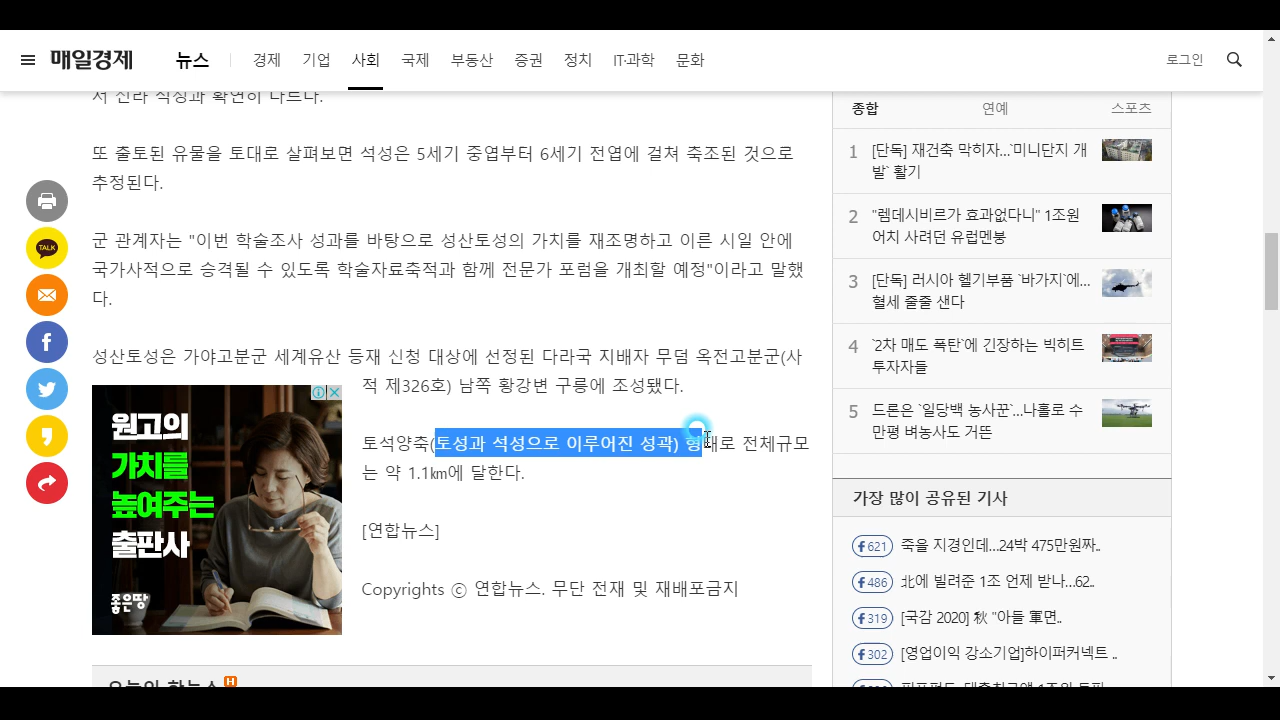 매일경제
뉴스 경제 기업 사회 국제 부동산 증권 정치 IT·과학 문화
로그인
서 신라 석성과 확연히 다르다.
또 출토된 유물을 토대로 살펴보면 석성은 5세기 중엽부터 6세기 전엽에 걸쳐 축조된 것으로
추정된다.
군 관계자는 "이번 학술조사 성과를 바탕으로 성산토성의 가치를 재조명하고 이른 시일 안에
국가사적으로 승격될 수 있도록 학술자료축적과 함께 전문가 포럼을 개최할 예정"이라고 말했
다.
성산토성은 가야고분군 세계유산 등재 신청 대상에 선정된 다라국 지배자 무덤 옥전고분군(사
적 제326호) 남쪽 황강변 구릉에 조성됐다.
토석양축(토성과 석성으로 이루어진 성곽) 형태로 전체규모
는 약 1.1㎞에 달한다.
[연합뉴스]
Copyrights ⓒ 연합뉴스. 무단 전재 및 재배포금지
TALK
원고의
가치를
높여주는
출판사
좋은땅
종합 연예 스포츠
1 [단독] 재건축 막히자…`미니단지 개
발` 활기
2 "렘데시비르가 효과없다니" 1조원
어치 사려던 유럽멘붕
3 [단독] 러시아 헬기부품 `바가지`에…
혈세 줄줄 샌다
4 `2차 매도 폭탄`에 긴장하는 빅히트
투자자들
5 드론은 `일당백 농사꾼`…나홀로 수
만평 벼농사도 거뜬
가장 많이 공유된 기사
621 죽을 지경인데…24박 475만원짜..
486 北에 빌려준 1조 언제 받나…62..
319 [국감 2020] 秋 "아들 軍면..
302 [영업이익 강소기업]하이퍼커넥트 ..